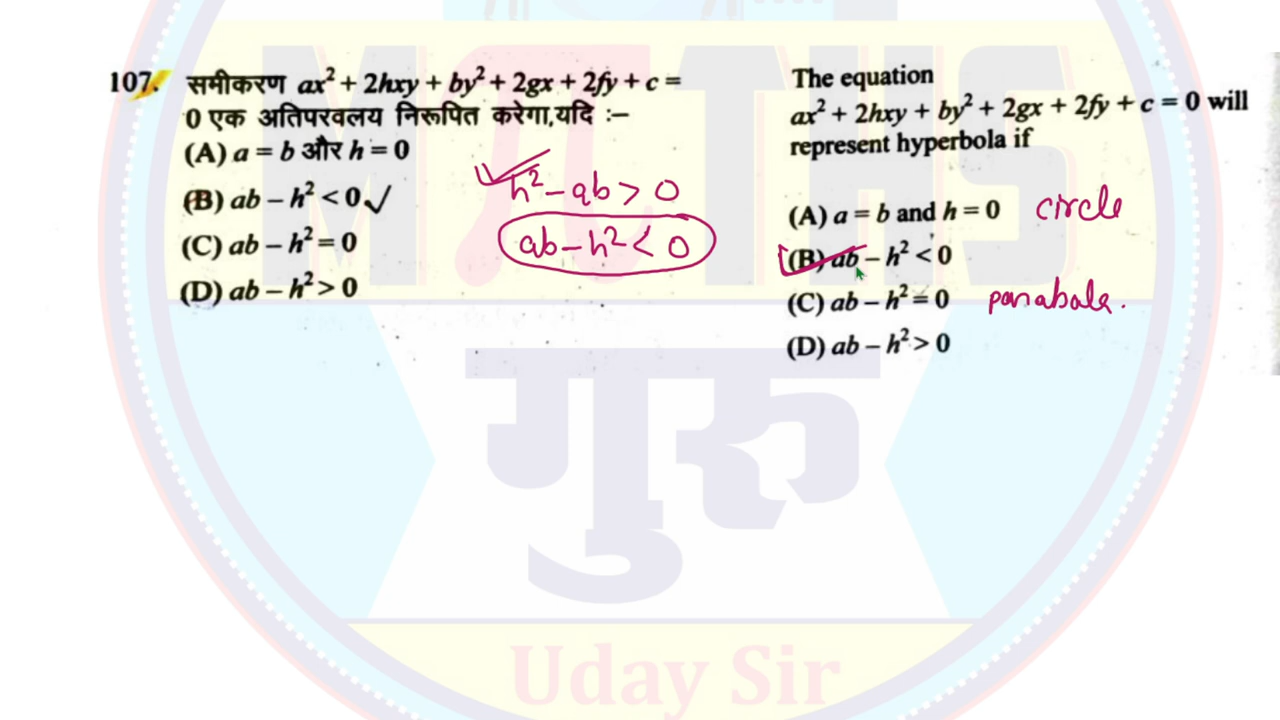 107. समीकरण ax² + 2hxy + by² + 2gx + 2fy + c =
0 एक अतिपरवलय निरूपित करेगा,यदि :–
(A) a = b और h = 0
(B) ab – h² < 0 ✓
(C) ab – h² = 0
(D) ab – h² > 0
h² – ab > 0
ab – h² < 0
The equation
ax² + 2hxy + by² + 2gx + 2fy + c = 0 will
represent hyperbola if
(A) a = b and h = 0 circle
(B) ab – h² < 0
(C) ab – h² = 0 parabala.
(D) ab – h² > 0
MATHS
गुरु
Uday Sir